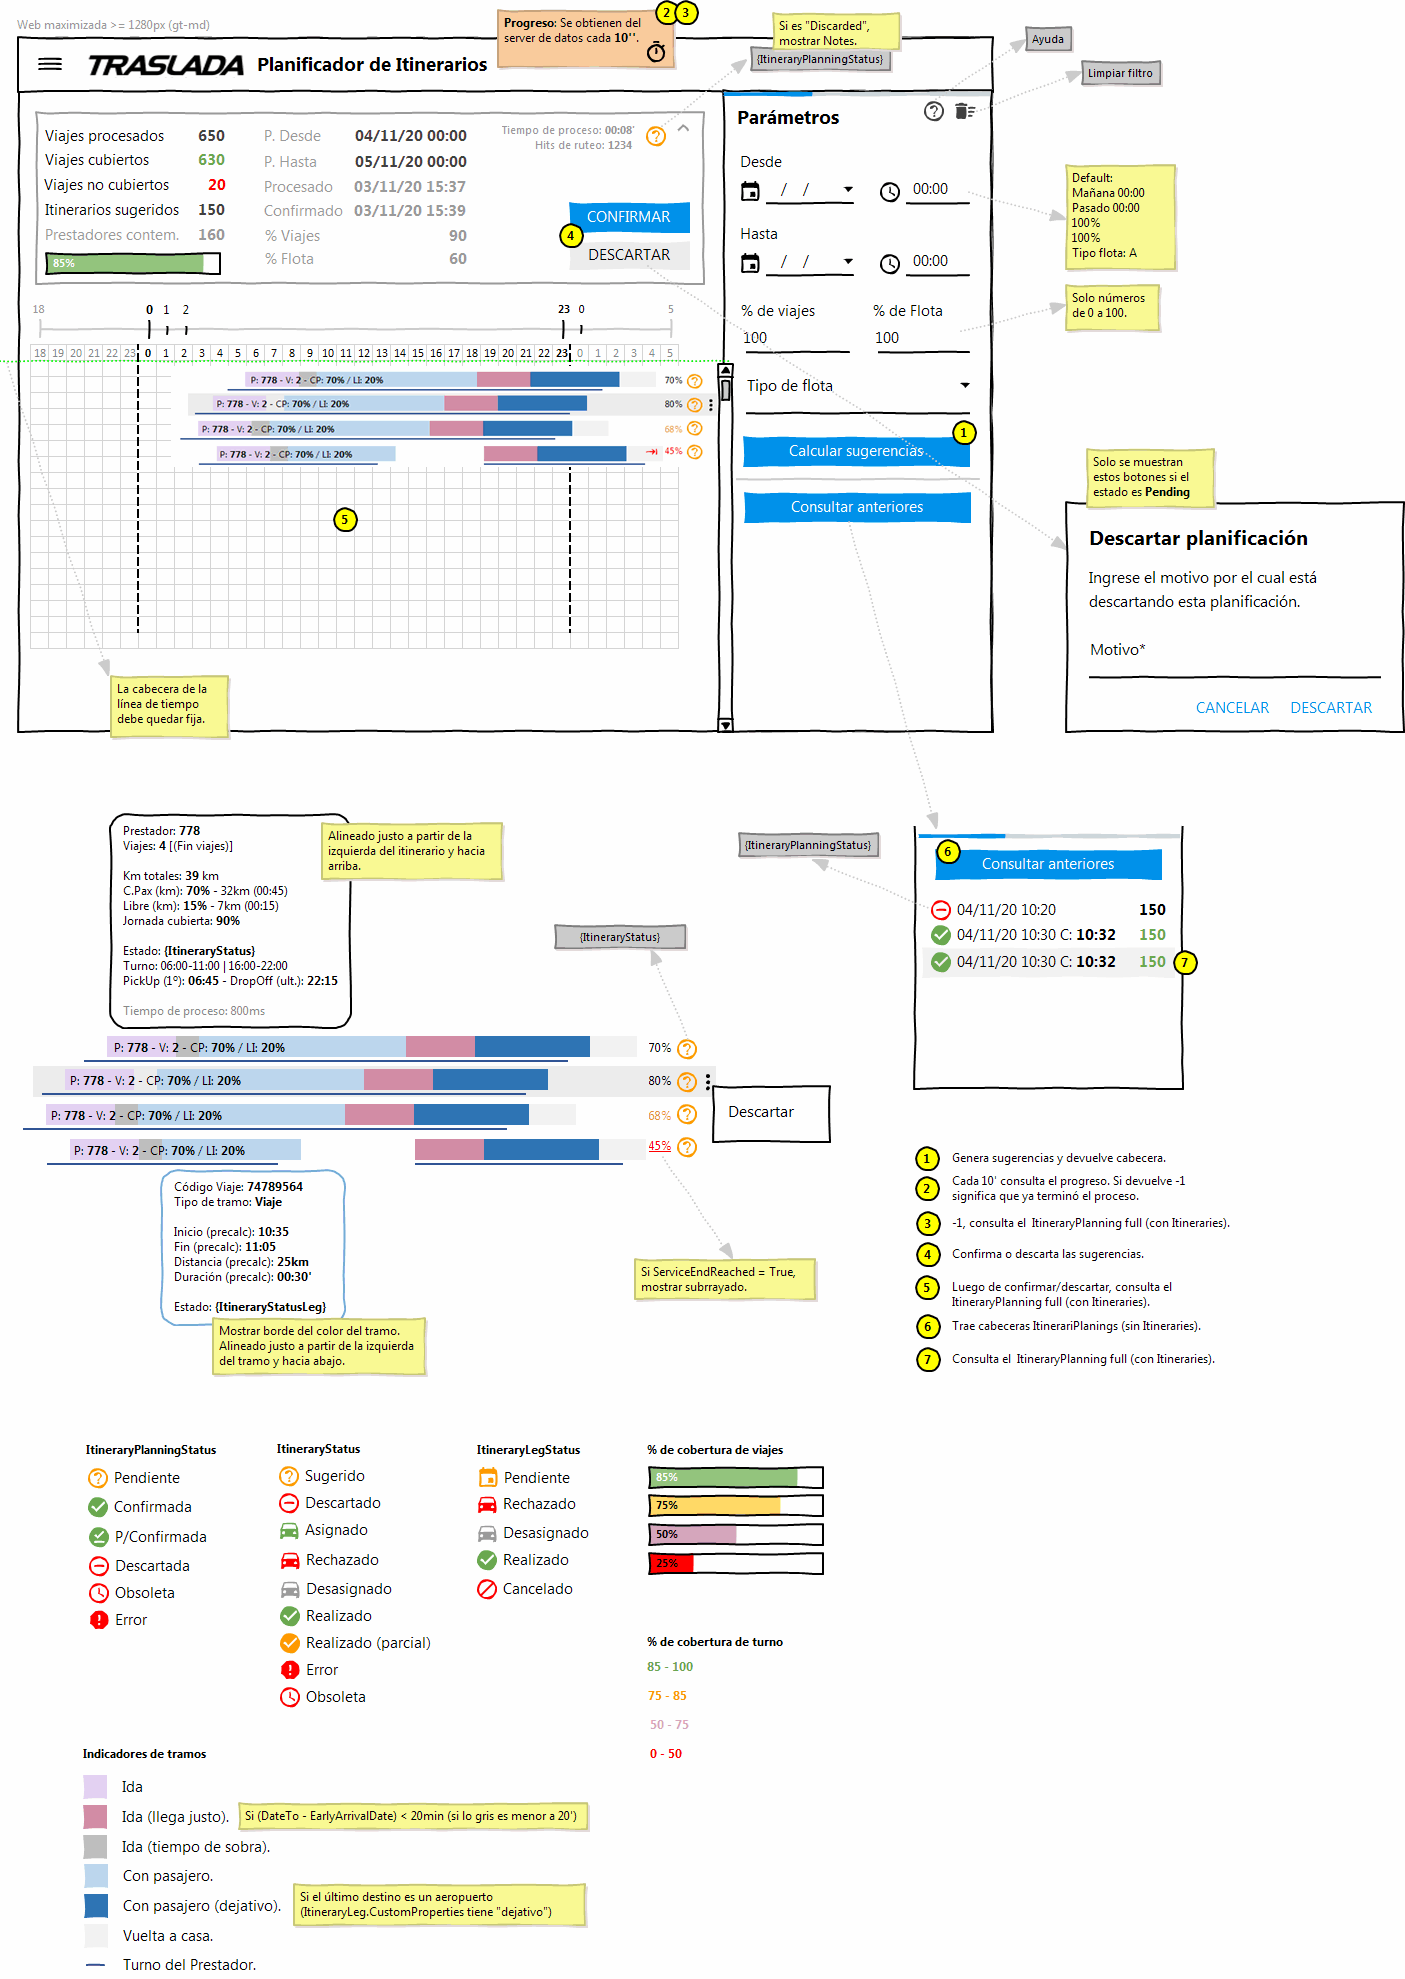 Web maximizada >= 1280px (gt-md)
Progreso: Se obtienen del
server de datos cada 10''.
2
3
Si es "Discarded",
mostrar Notes.
{ItineraryPlanningStatus}
Ayuda
Limpiar filtro
TRASLADA
Planificador de Itinerarios
Viajes procesados 650
Viajes cubiertos 630
Viajes no cubiertos 20
Itinerarios sugeridos 150
Prestadores contem. 160
85%
P. Desde 04/11/20 00:00
P. Hasta 05/11/20 00:00
Procesado 03/11/20 15:37
Confirmado 03/11/20 15:39
% Viajes 90
% Flota 60
Tiempo de proceso: 00:08'
Hits de ruteo: 1234
CONFIRMAR
4
DESCARTAR
Parámetros
Desde
/ / 00:00
Hasta
/ / 00:00
% de viajes % de Flota
100 100
Tipo de flota
1
Calcular sugerencias
Consultar anteriores
Default:
Mañana 00:00
Pasado 00:00
100%
100%
Tipo flota: A
Solo números
de 0 a 100.
18 0 1 2 23 0 5
18 19 20 21 22 23 0 1 2 3 4 5 6 7 8 9 10 11 12 13 14 15 16 17 18 19 20 21 22 23 0 1 2 3 4 5
P: 778 - V: 2 - CP: 70% / LI: 20% 70%
P: 778 - V: 2 - CP: 70% / LI: 20% 80%
P: 778 - V: 2 - CP: 70% / LI: 20% 68%
P: 778 - V: 2 - CP: 70% / LI: 20% 45%
5
La cabecera de la
línea de tiempo
debe quedar fija.
Solo se muestran
estos botones si el
estado es Pending
Descartar planificación
Ingrese el motivo por el cual está
descartando esta planificación.
Motivo*
CANCELAR DESCARTAR
Prestador: 778
Viajes: 4 [(Fin viajes)]
Km totales: 39 km
C.Pax (km): 70% - 32km (00:45)
Libre (km): 15% - 7km (00:15)
Jornada cubierta: 90%
Estado: {ItineraryStatus}
Turno: 06:00-11:00 | 16:00-22:00
PickUp (1º): 06:45 - DropOff (ult.): 22:15
Tiempo de proceso: 800ms
Alineado justo a partir de la
izquierda del itinerario y hacia
arriba.
{ItineraryStatus}
P: 778 - V: 2 - CP: 70% / LI: 20% 70%
P: 778 - V: 2 - CP: 70% / LI: 20% 80%
P: 778 - V: 2 - CP: 70% / LI: 20% 68%
P: 778 - V: 2 - CP: 70% / LI: 20% 45%
Descartar
Código Viaje: 74789564
Tipo de tramo: Viaje
Inicio (precalc): 10:35
Fin (precalc): 11:05
Distancia (precalc): 25km
Duración (precalc): 00:30'
Estado: {ItineraryStatusLeg}
Mostrar borde del color del tramo.
Alineado justo a partir de la izquierda
del tramo y hacia abajo.
Si ServiceEndReached = True,
mostrar subrrayado.
{ItineraryPlanningStatus}
6
Consultar anteriores
04/11/20 10:20 150
04/11/20 10:30 C: 10:32 150
04/11/20 10:30 C: 10:32 150
7
1 Genera sugerencias y devuelve cabecera.
2 Cada 10' consulta el progreso. Si devuelve -1
significa que ya terminó el proceso.
3 -1, consulta el ItineraryPlanning full (con Itineraries).
4 Confirma o descarta las sugerencias.
5 Luego de confirmar/descartar, consulta el
ItineraryPlanning full (con Itineraries).
6 Trae cabeceras ItinerariPlanings (sin Itineraries).
7 Consulta el ItineraryPlanning full (con Itineraries).
ItineraryPlanningStatus
Pendiente
Confirmada
P/Confirmada
Descartada
Obsoleta
Error
ItineraryStatus
Sugerido
Descartado
Asignado
Rechazado
Desasignado
Realizado
Realizado (parcial)
Error
Obsoleta
ItineraryLegStatus
Pendiente
Rechazado
Desasignado
Realizado
Cancelado
% de cobertura de viajes
85%
75%
50%
25%
% de cobertura de turno
85 - 100
75 - 85
50 - 75
0 - 50
Indicadores de tramos
Ida
Ida (llega justo).
Si (DateTo - EarlyArrivalDate) < 20min (si lo gris es menor a 20')
Ida (tiempo de sobra).
Con pasajero.
Con pasajero (dejativo).
Si el último destino es un aeropuerto
(ItineraryLeg.CustomProperties tiene "dejativo")
Vuelta a casa.
Turno del Prestador.